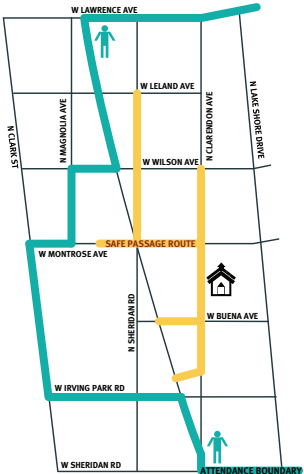 W LAWRENCE AVE
W LELAND AVE
N LAKE SHORE DRIVE
N CLARENDON AVE
N MAGNOLIA AVE
N CLARK ST
W WILSON AVE
SAFE PASSAGE ROUTE
W MONTROSE AVE
N SHERIDAN RD
W BUENA AVE
W IRVING PARK RD
W SHERIDAN RD
ATTENDANCE BOUNDARY